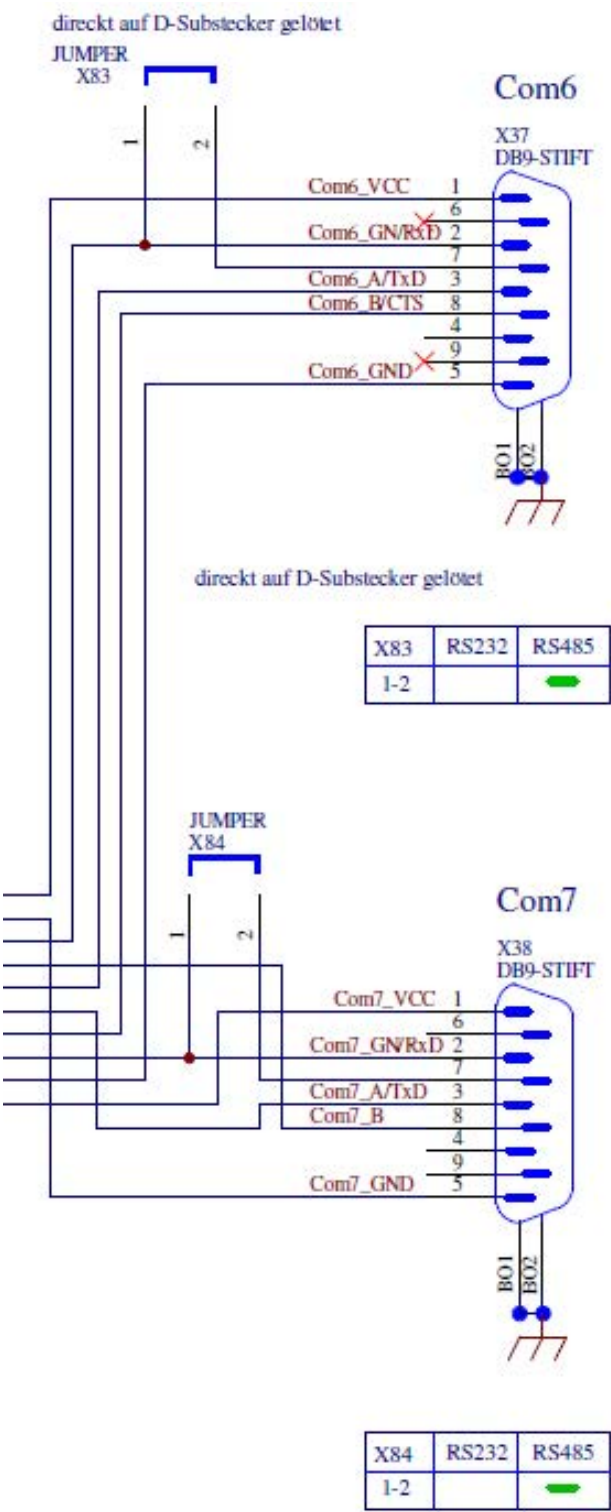 direkt auf D-Substecker gelötet
JUMPER
X83
1
2
Com6
X37
DB9-STIFT
Com6_VCC 1
6
Com6_GN/RxD 2
7
Com6_A/TxD 3
Com6_B/CTS 8
4
9
Com6_GND 5
BO1
BO2
direkt auf D-Substecker gelötet
X83 RS232 RS485
1-2
JUMPER
X84
1
2
Com7
X38
DB9-STIFT
Com7_VCC 1
6
Com7_GN/RxD 2
7
Com7_A/TxD 3
Com7_B 8
4
9
Com7_GND 5
BO1
BO2
X84 RS232 RS485
1-2